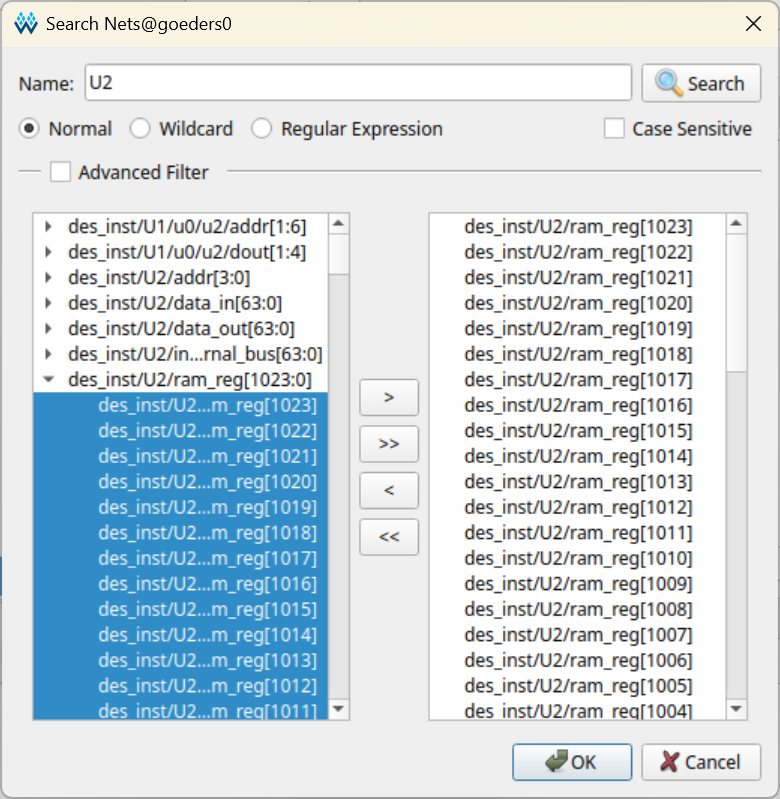 Search Nets@goeders0
Name: U2 Search
Normal Wildcard Regular Expression Case Sensitive
Advanced Filter
des_inst/U1/u0/u2/addr[1:6]
des_inst/U1/u0/u2/dout[1:4]
des_inst/U2/addr[3:0]
des_inst/U2/data_in[63:0]
des_inst/U2/data_out[63:0]
des_inst/U2/in...rnal_bus[63:0]
des_inst/U2/ram_reg[1023:0]
des_inst/U2...m_reg[1023]
des_inst/U2...m_reg[1022]
des_inst/U2...m_reg[1021]
des_inst/U2...m_reg[1020]
des_inst/U2...m_reg[1019]
des_inst/U2...m_reg[1018]
des_inst/U2...m_reg[1017]
des_inst/U2...m_reg[1016]
des_inst/U2...m_reg[1015]
des_inst/U2...m_reg[1014]
des_inst/U2...m_reg[1013]
des_inst/U2...m_reg[1012]
des_inst/U2...m_reg[1011]
>
>>
<
<<
des_inst/U2/ram_reg[1023]
des_inst/U2/ram_reg[1022]
des_inst/U2/ram_reg[1021]
des_inst/U2/ram_reg[1020]
des_inst/U2/ram_reg[1019]
des_inst/U2/ram_reg[1018]
des_inst/U2/ram_reg[1017]
des_inst/U2/ram_reg[1016]
des_inst/U2/ram_reg[1015]
des_inst/U2/ram_reg[1014]
des_inst/U2/ram_reg[1013]
des_inst/U2/ram_reg[1012]
des_inst/U2/ram_reg[1011]
des_inst/U2/ram_reg[1010]
des_inst/U2/ram_reg[1009]
des_inst/U2/ram_reg[1008]
des_inst/U2/ram_reg[1007]
des_inst/U2/ram_reg[1006]
des_inst/U2/ram_reg[1005]
des_inst/U2/ram_reg[1004]
OK Cancel